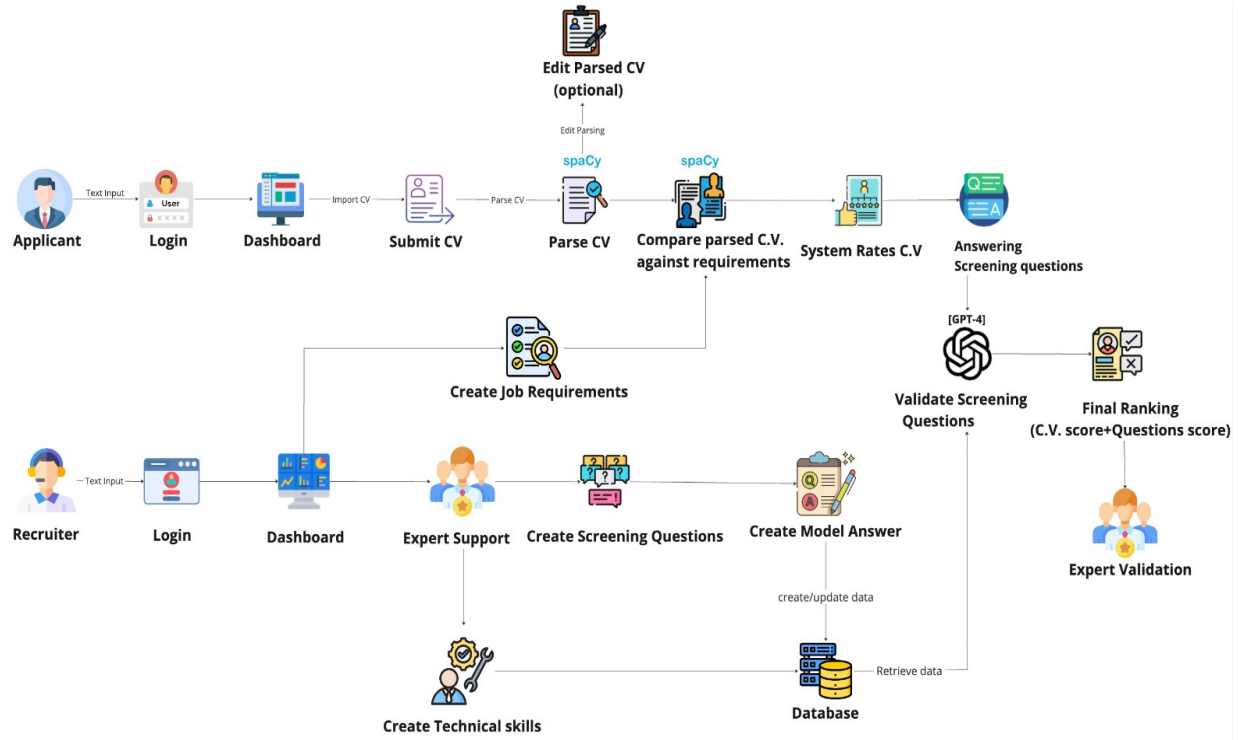 Edit Parsed CV
(optional)
Edit Parsing
spaCy
spaCy
Text Input
User
x x x x
Import CV
Parse CV
Q
A
Applicant
Login
Dashboard
Submit CV
Parse CV
Compare parsed C.V.
against requirements
System Rates C.V
Answering
Screening questions
[GPT-4]
Create Job Requirements
Validate Screening
Questions
Final Ranking
(C.V. score+Questions score)
Text Input
? ? ?
Q
A
Recruiter
Login
Dashboard
Expert Support
Create Screening Questions
Create Model Answer
Expert Validation
create/update data
Retrieve data
Create Technical skills
Database